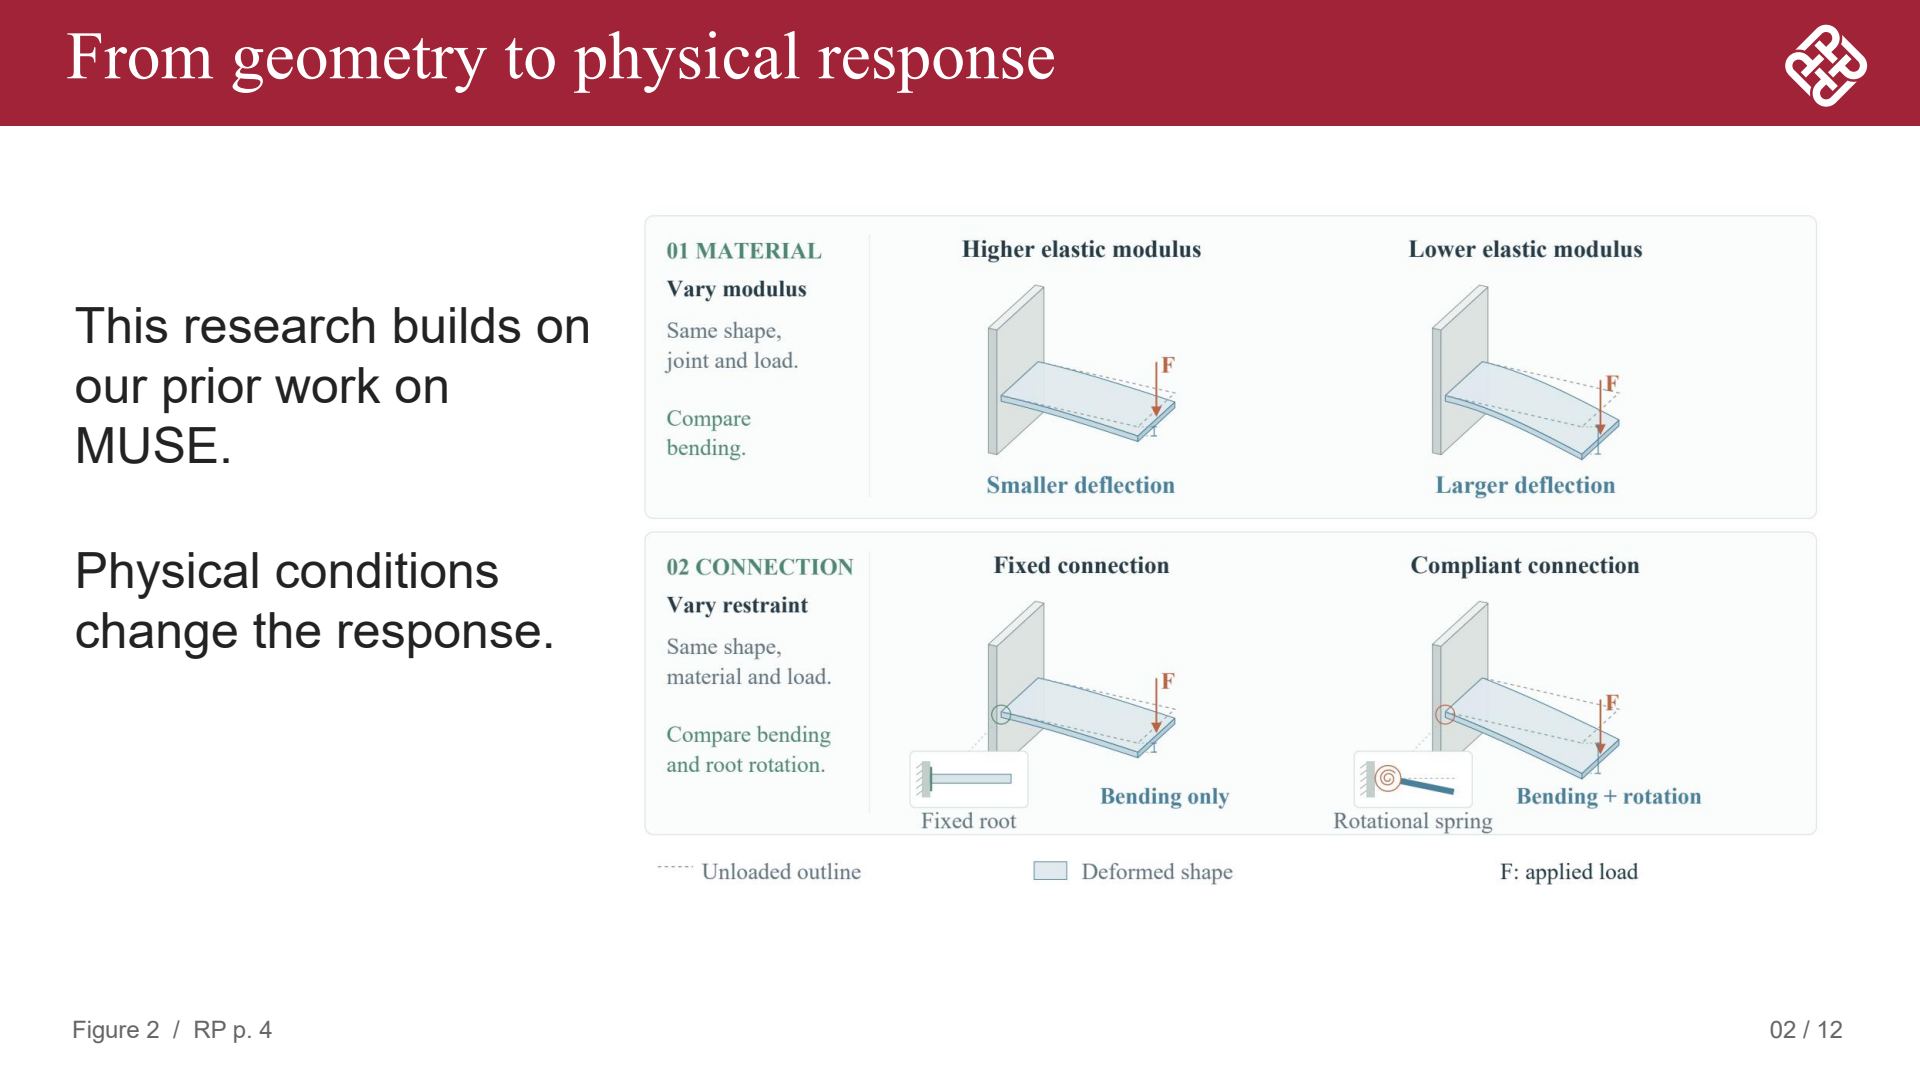 From geometry to physical response
This research builds on
our prior work on
MUSE.
Physical conditions
change the response.
01 MATERIAL
Vary modulus
Same shape,
joint and load.
Compare
bending.
Higher elastic modulus
F
Smaller deflection
Lower elastic modulus
F
Larger deflection
02 CONNECTION
Vary restraint
Same shape,
material and load.
Compare bending
and root rotation.
Fixed connection
F
Bending only
Fixed root
Compliant connection
F
Bending + rotation
Rotational spring
Unloaded outline
Deformed shape
F: applied load
Figure 2 / RP p. 4
02 / 12